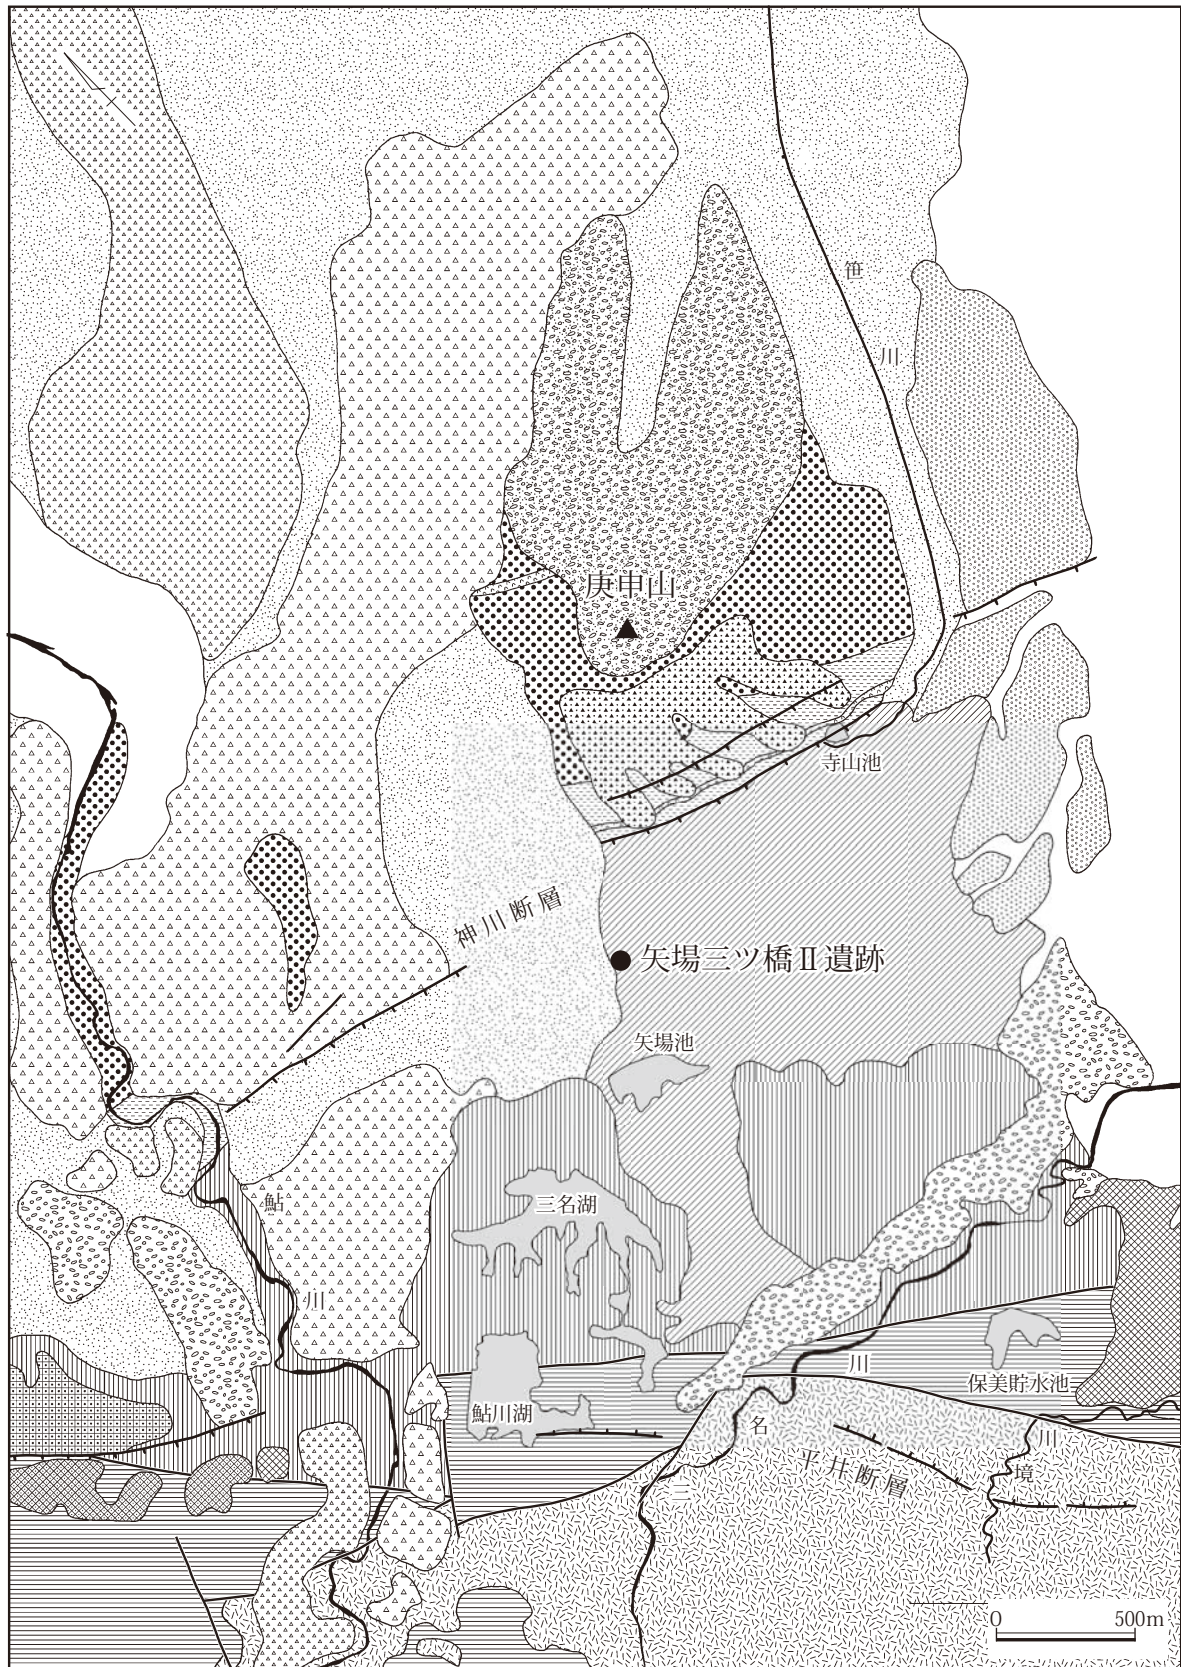 笹川
庚申山
寺山池
神川断層
矢場三ツ橋Ⅱ遺跡
矢場池
三名湖
鮎川
鮎川湖
保美貯水池
三名川
平井断層
境川
0 500m